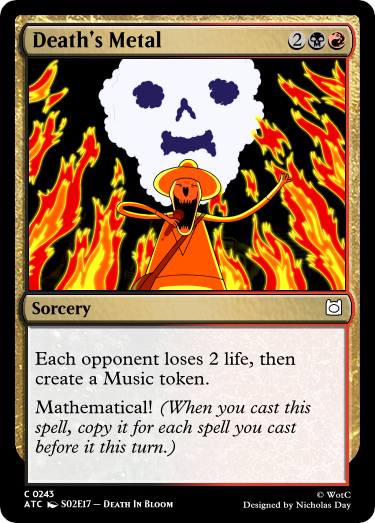 Death's Metal 2
Sorcery
Each opponent loses 2 life, then
create a Music token.
Mathematical! (When you cast this
spell, copy it for each spell you cast
before it this turn.)
C 0243 © WotC
ATC S02E17 — Death In Bloom Designed by Nicholas Day